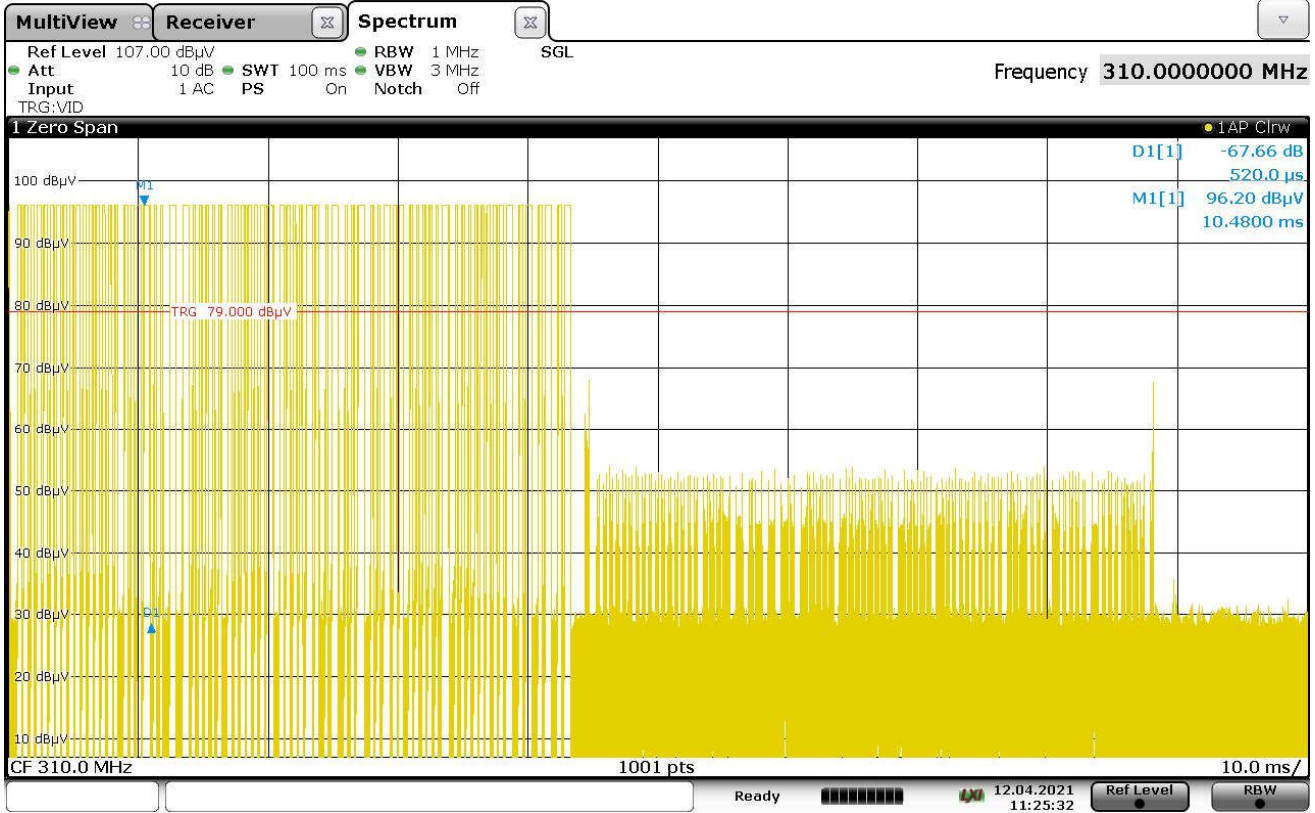 MultiView Receiver Spectrum
Ref Level 107.00 dBµV RBW 1 MHz SGL
Att 10 dB SWT 100 ms VBW 3 MHz
Frequency 310.0000000 MHz
Input 1 AC PS On Notch Off
TRG:VID
1 Zero Span 1AP Clrw
D1[1] -67.66 dB
520.0 µs
M1[1] 96.20 dBµV
10.4800 ms
100 dBµV
M1
90 dBµV
80 dBµV
TRG 79.000 dBµV
70 dBµV
60 dBµV
50 dBµV
40 dBµV
30 dBµV
D1
20 dBµV
10 dBµV
CF 310.0 MHz 1001 pts 10.0 ms/
Ready LXI 12.04.2021 Ref Level RBW
11:25:32